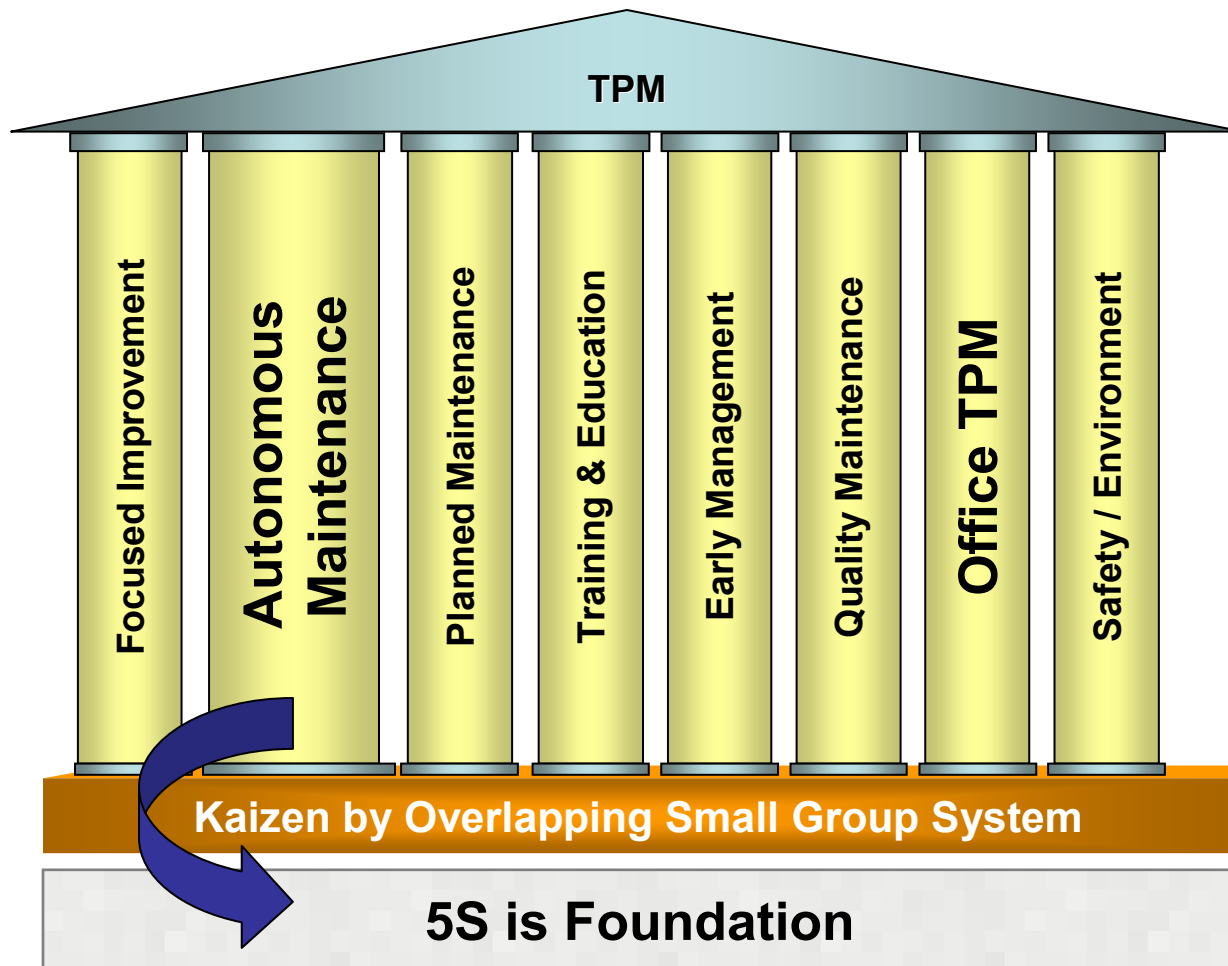 TPM
Focused Improvement
Autonomous
Maintenance
Planned Maintenance
Training & Education
Early Management
Quality Maintenance
Office TPM
Safety / Environment
Kaizen by Overlapping Small Group System
5S is Foundation